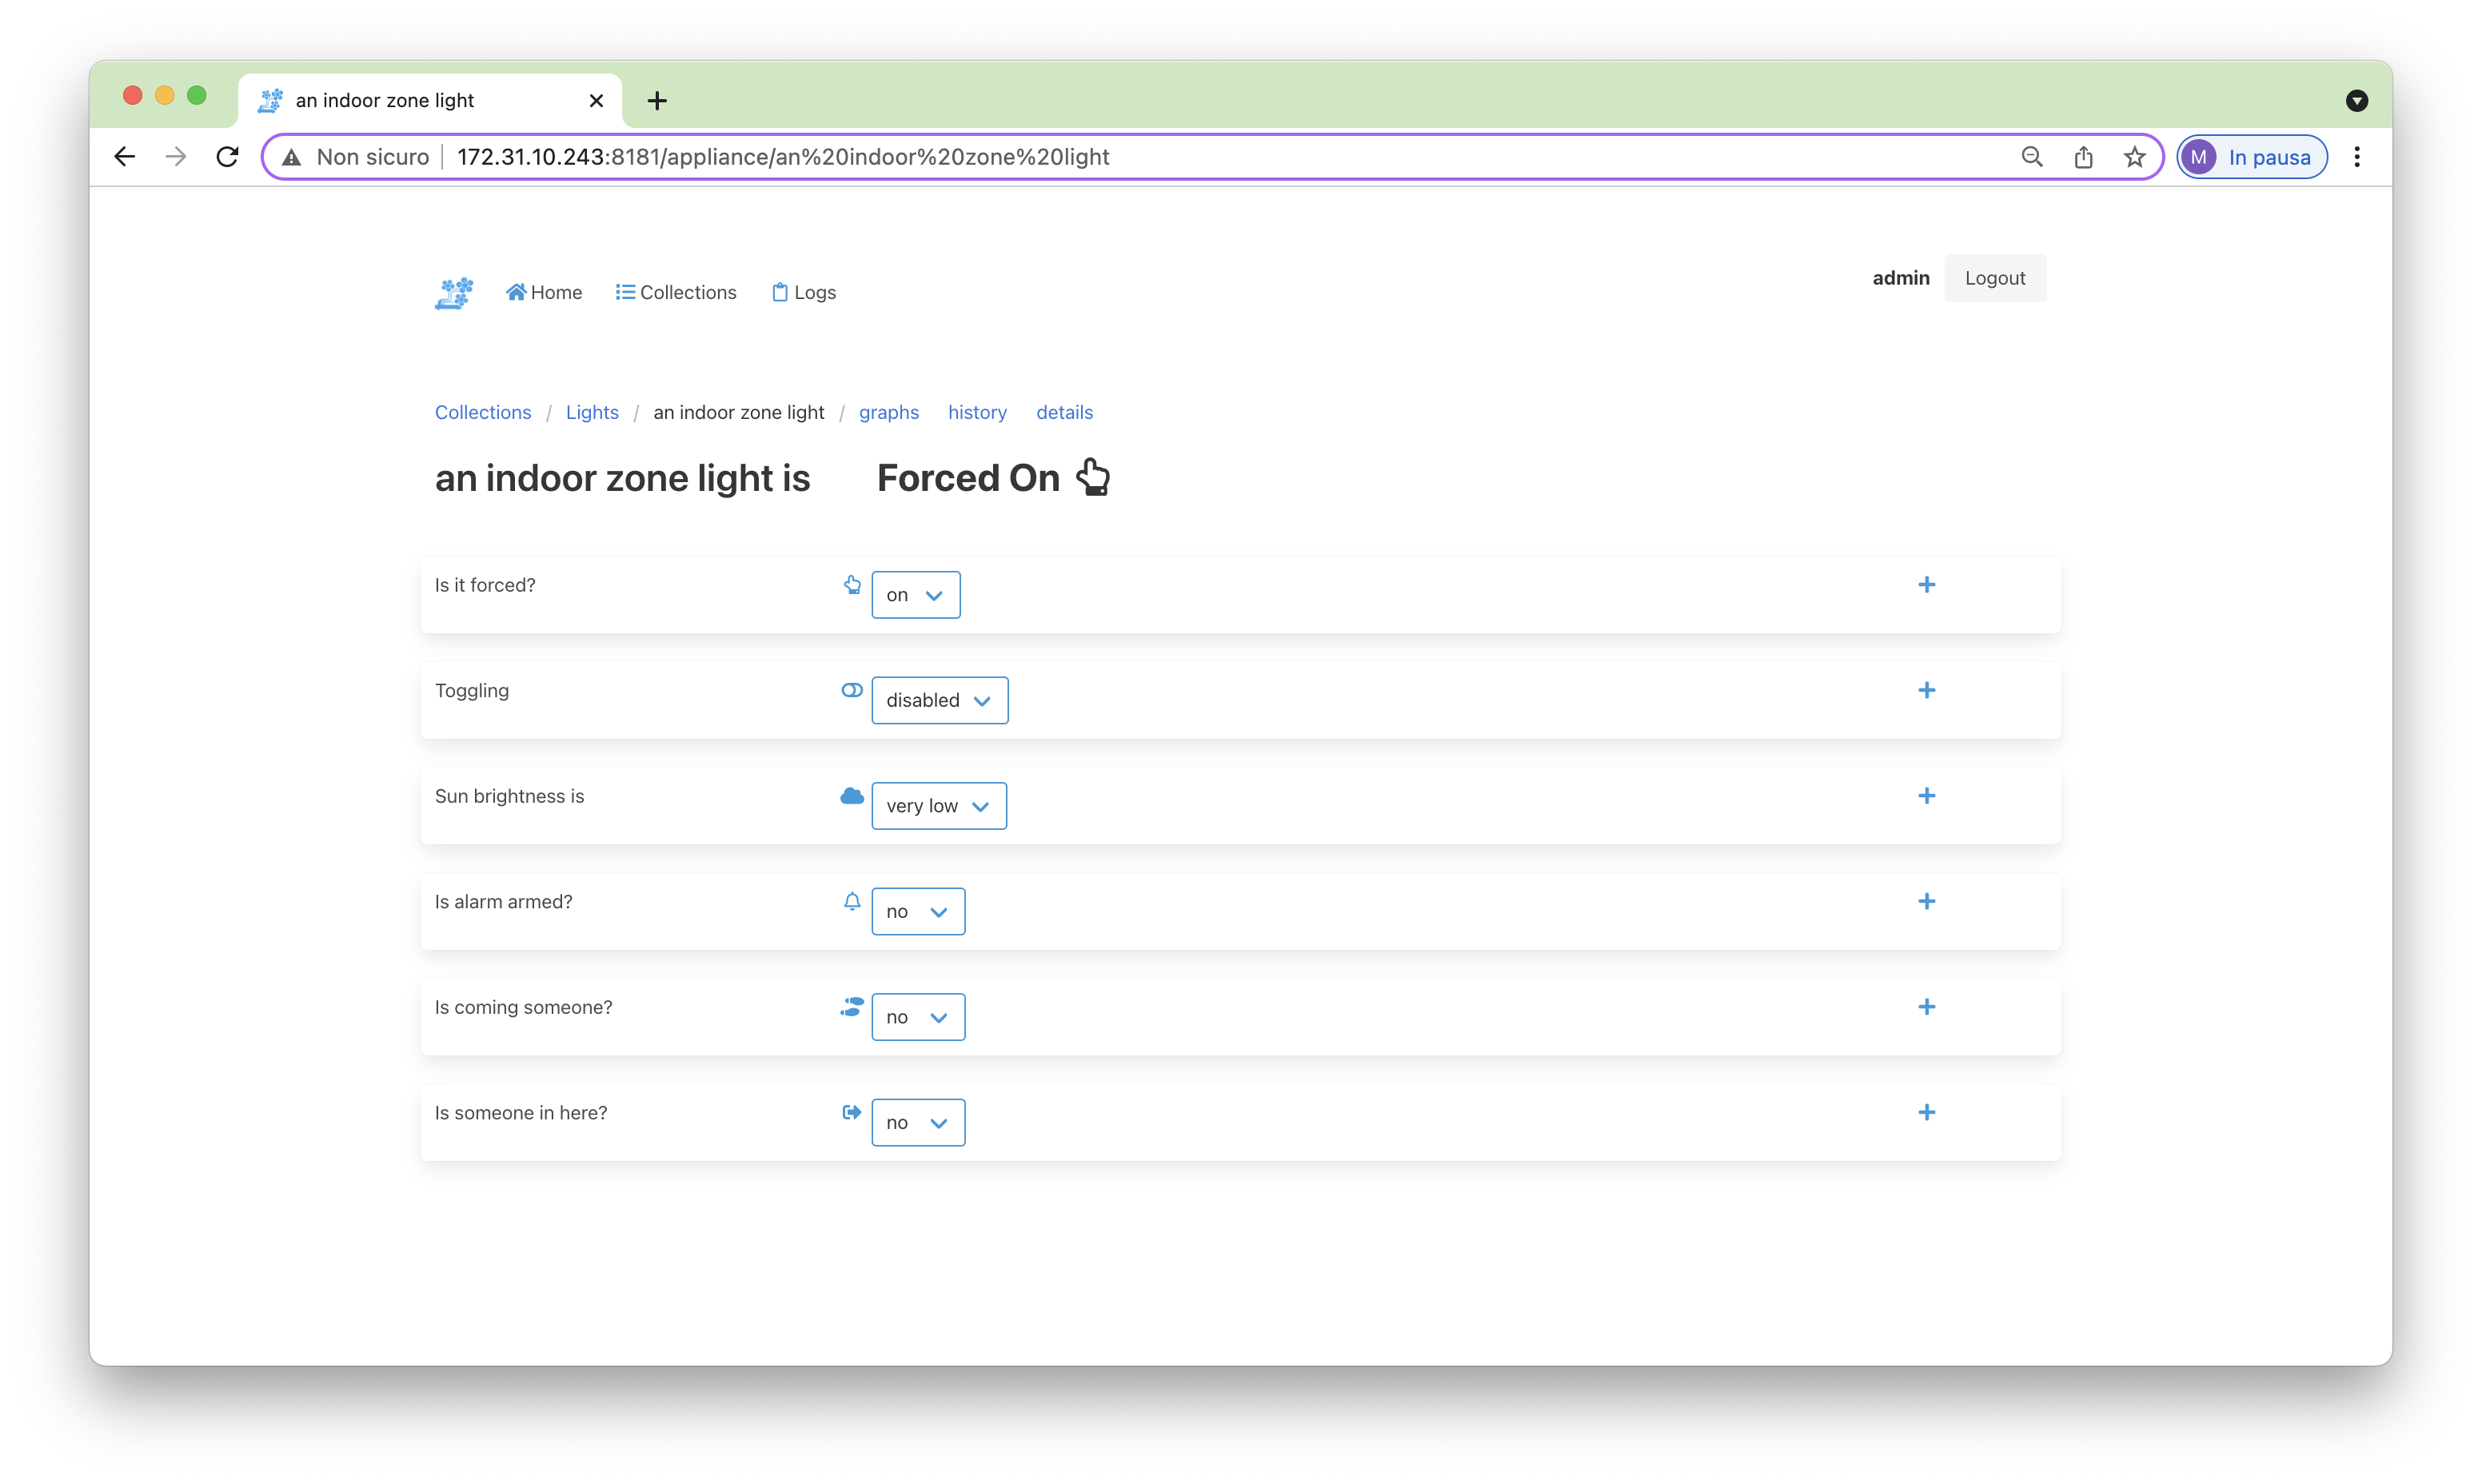 an indoor zone light
Non sicuro 172.31.10.243:8181/appliance/an%20indoor%20zone%20light M In pausa
Home Collections Logs admin Logout
Collections / Lights / an indoor zone light / graphs history details
an indoor zone light is Forced On
Is it forced? on
Toggling disabled
Sun brightness is very low
Is alarm armed? no
Is coming someone? no
Is someone in here? no